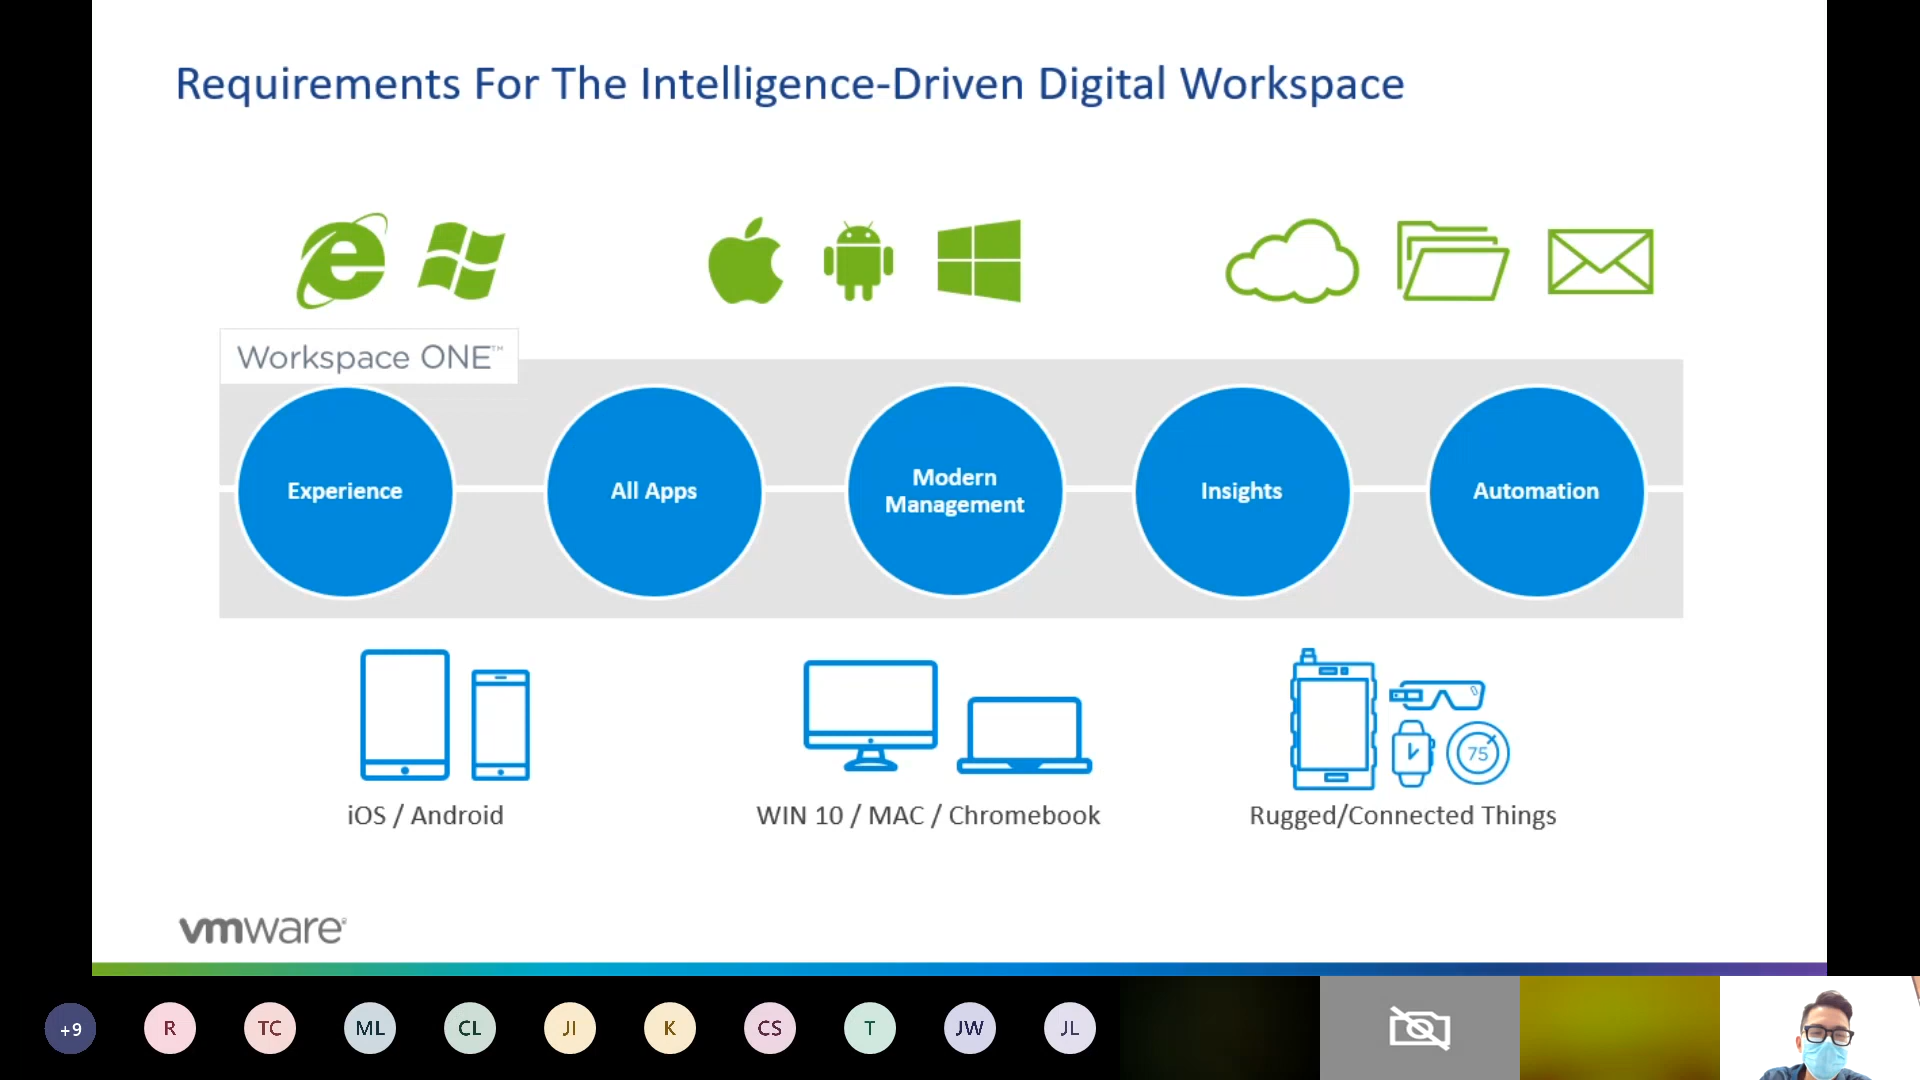 Requirements For The Intelligence-Driven Digital Workspace
Workspace ONE™
Experience
All Apps
Modern
Management
Insights
Automation
75
iOS / Android
WIN 10 / MAC / Chromebook
Rugged/Connected Things
vmware®
+9
R
TC
ML
CL
JI
K
CS
T
JW
JL